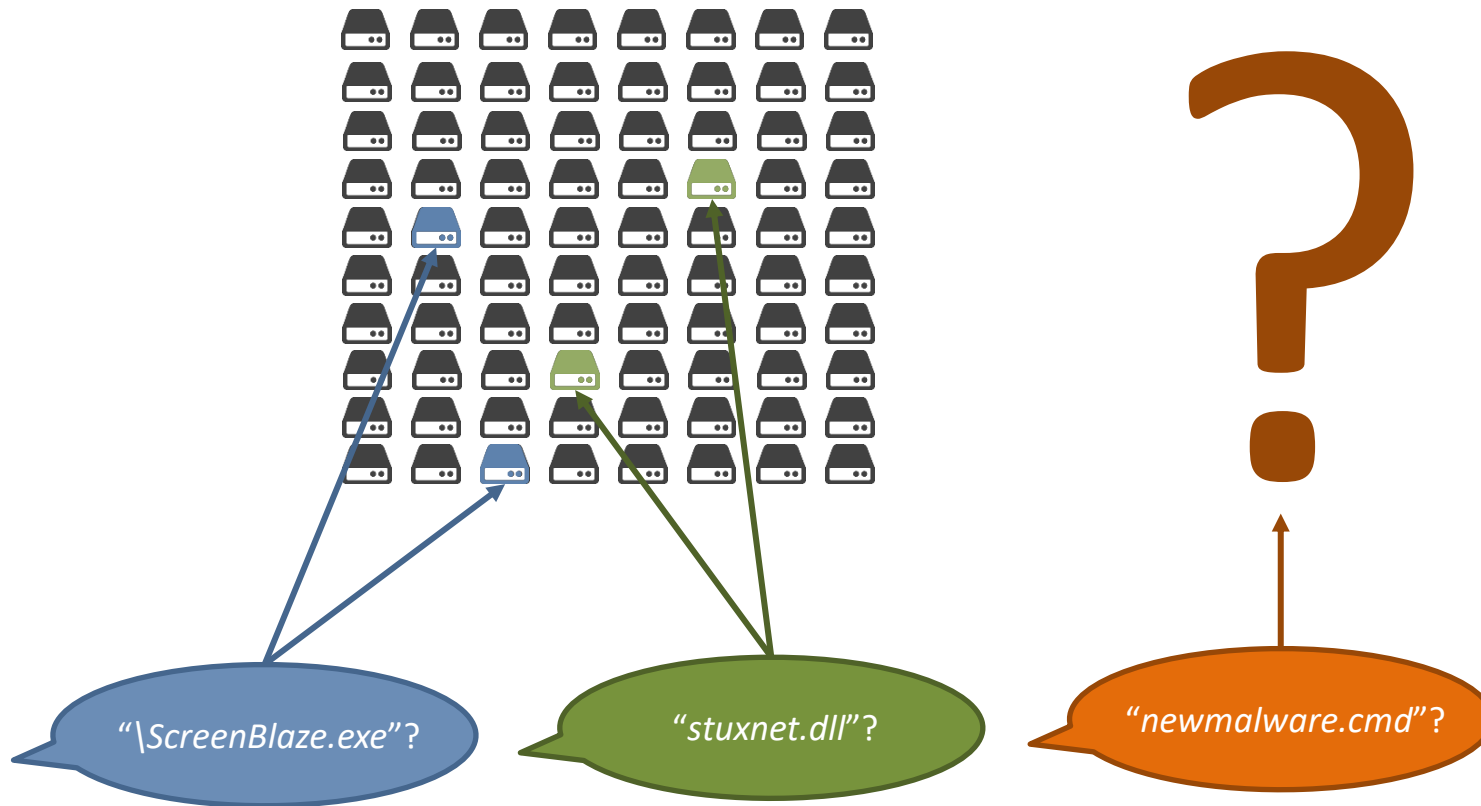 “\ScreenBlaze.exe”?
“stuxnet.dll”?
“newmalware.cmd”?
?